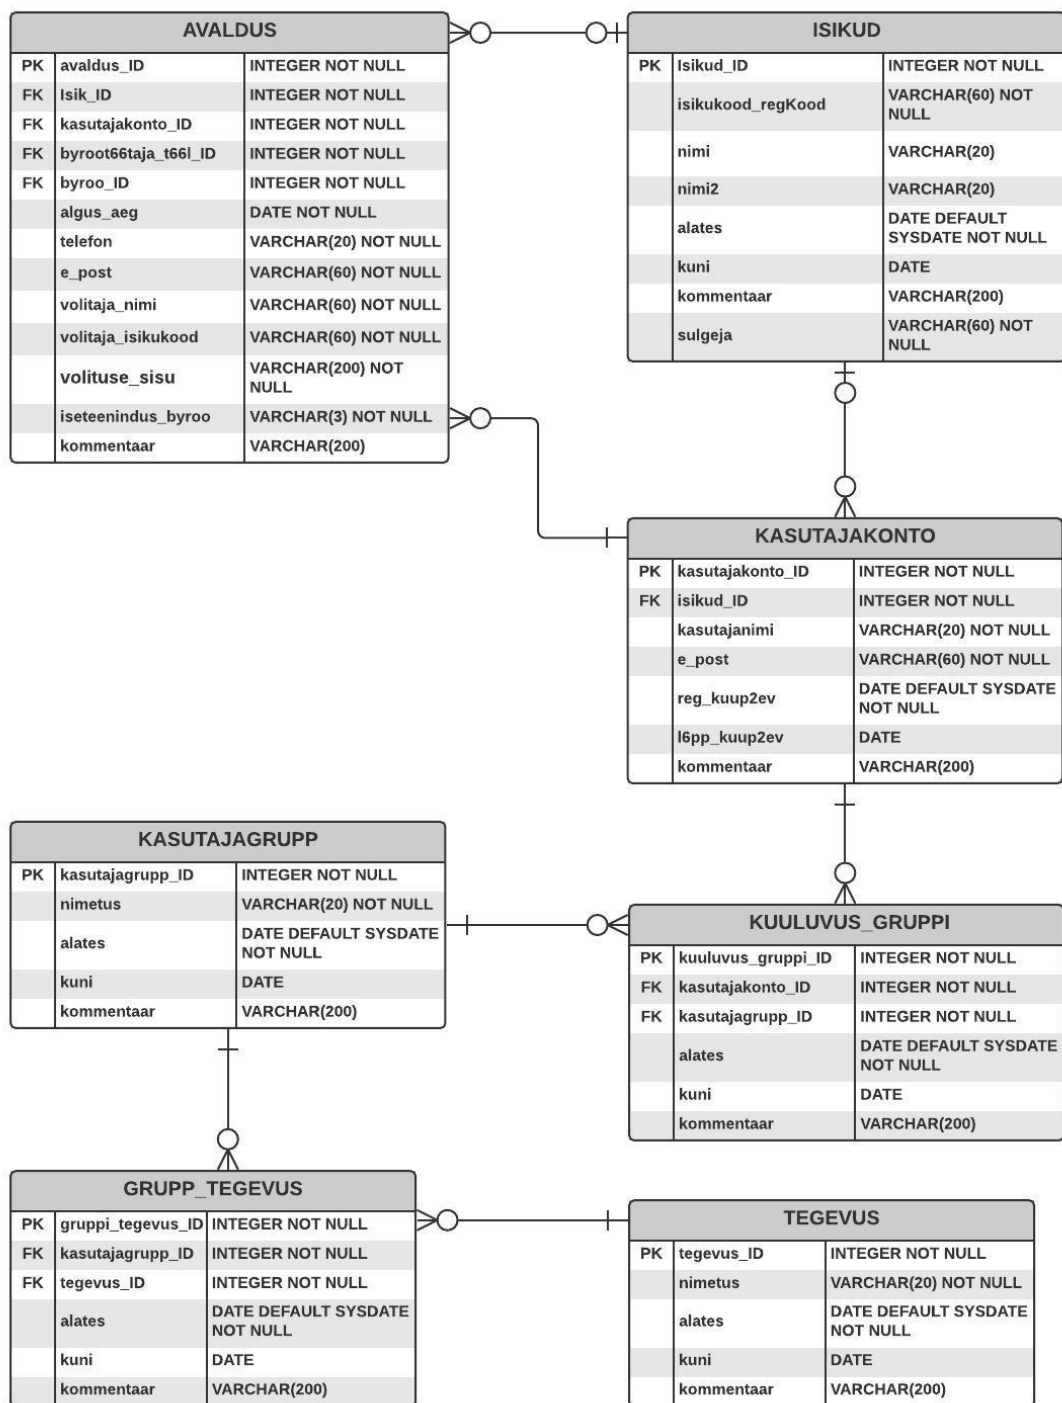 AVALDUS
PK avaldus_ID INTEGER NOT NULL
FK Isik_ID INTEGER NOT NULL
FK kasutajakonto_ID INTEGER NOT NULL
FK byroot66taja_t66l_ID INTEGER NOT NULL
FK byroo_ID INTEGER NOT NULL
algus_aeg DATE NOT NULL
telefon VARCHAR(20) NOT NULL
e_post VARCHAR(60) NOT NULL
volitaja_nimi VARCHAR(60) NOT NULL
volitaja_isikukood VARCHAR(60) NOT NULL
volituse_sisu VARCHAR(200) NOT
NULL
iseteenindus_byroo VARCHAR(3) NOT NULL
kommentaar VARCHAR(200)
ISIKUD
PK Isikud_ID INTEGER NOT NULL
isikukood_regKood VARCHAR(60) NOT
NULL
nimi VARCHAR(20)
nimi2 VARCHAR(20)
alates DATE DEFAULT
SYSDATE NOT NULL
kuni DATE
kommentaar VARCHAR(200)
sulgeja VARCHAR(60) NOT
NULL
KASUTAJAKONTO
PK kasutajakonto_ID INTEGER NOT NULL
FK isikud_ID INTEGER NOT NULL
kasutajanimi VARCHAR(20) NOT NULL
e_post VARCHAR(60) NOT NULL
reg_kuup2ev DATE DEFAULT SYSDATE
NOT NULL
l6pp_kuup2ev DATE
kommentaar VARCHAR(200)
KASUTAJAGRUPP
PK kasutajagrupp_ID INTEGER NOT NULL
nimetus VARCHAR(20) NOT NULL
alates DATE DEFAULT SYSDATE
NOT NULL
kuni DATE
kommentaar VARCHAR(200)
KUULUVUS_GRUPPI
PK kuuluvus_gruppi_ID INTEGER NOT NULL
FK kasutajakonto_ID INTEGER NOT NULL
FK kasutajagrupp_ID INTEGER NOT NULL
alates DATE DEFAULT SYSDATE
NOT NULL
kuni DATE
kommentaar VARCHAR(200)
GRUPP_TEGEVUS
PK gruppi_tegevus_ID INTEGER NOT NULL
FK kasutajagrupp_ID INTEGER NOT NULL
FK tegevus_ID INTEGER NOT NULL
alates DATE DEFAULT SYSDATE
NOT NULL
kuni DATE
kommentaar VARCHAR(200)
TEGEVUS
PK tegevus_ID INTEGER NOT NULL
nimetus VARCHAR(20) NOT NULL
alates DATE DEFAULT SYSDATE
NOT NULL
kuni DATE
kommentaar VARCHAR(200)